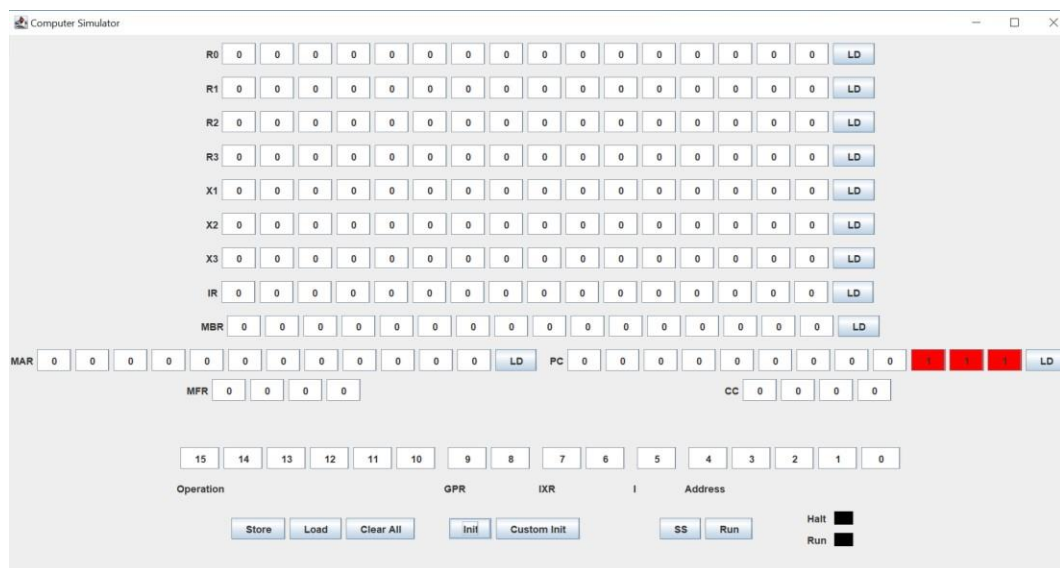 Computer Simulator
R0 0 0 0 0 0 0 0 0 0 0 0 0 0 0 0 0 LD
R1 0 0 0 0 0 0 0 0 0 0 0 0 0 0 0 0 LD
R2 0 0 0 0 0 0 0 0 0 0 0 0 0 0 0 0 LD
R3 0 0 0 0 0 0 0 0 0 0 0 0 0 0 0 0 LD
X1 0 0 0 0 0 0 0 0 0 0 0 0 0 0 0 0 LD
X2 0 0 0 0 0 0 0 0 0 0 0 0 0 0 0 0 LD
X3 0 0 0 0 0 0 0 0 0 0 0 0 0 0 0 0 LD
IR 0 0 0 0 0 0 0 0 0 0 0 0 0 0 0 0 LD
MBR 0 0 0 0 0 0 0 0 0 0 0 0 0 0 0 0 LD
MAR 0 0 0 0 0 0 0 0 0 0 0 0 LD PC 0 0 0 0 0 0 0 0 0 1 1 1 LD
MFR 0 0 0 0 CC 0 0 0 0
15 14 13 12 11 10 9 8 7 6 5 4 3 2 1 0
Operation GPR IXR I Address
Store Load Clear All Init Custom Init SS Run Halt
Run